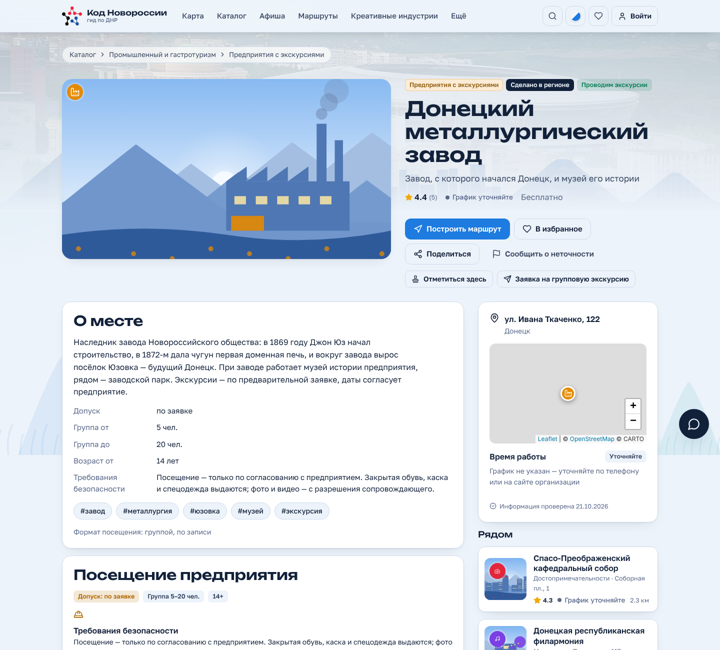 Код Новороссии
гид по ДНР
Карта
Каталог
Афиша
Маршруты
Креативные индустрии
Ещё
Войти
Каталог > Промышленный и гастротуризм > Предприятия с экскурсиями
Предприятия с экскурсиями
Сделано в регионе
Проводим экскурсии
Донецкий
металлургический
завод
Завод, с которого начался Донецк, и музей его истории
4.4 (5)
График уточняйте
Бесплатно
Построить маршрут
В избранное
Поделиться
Сообщить о неточности
Отметиться здесь
Заявка на групповую экскурсию
О месте
Наследник завода Новороссийского общества: в 1869 году Джон Юз начал
строительство, в 1872-м дала чугун первая доменная печь, и вокруг завода вырос
посёлок Юзовка — будущий Донецк. При заводе работает музей истории предприятия,
рядом — заводской парк. Экскурсии — по предварительной заявке, даты согласует
предприятие.
Допуск по заявке
Группа от 5 чел.
Группа до 20 чел.
Возраст от 14 лет
Требования безопасности
Посещение — только по согласованию с предприятием. Закрытая обувь, каска
и спецодежда выдаются; фото и видео — с разрешения сопровождающего.
#завод
#металлургия
#юзовка
#музей
#экскурсия
Формат посещения: группой, по записи
Посещение предприятия
Допуск: по заявке
Группа 5–20 чел.
14+
Требования безопасности
Посещение — только по согласованию с предприятием. Закрытая обувь, каска и спецодежда выдаются; фото
ул. Ивана Ткаченко, 122
Донецк
+
−
Leaflet | © OpenStreetMap © CARTO
Время работы
Уточняйте
График не указан — уточняйте по телефону
или на сайте организации
Информация проверена 21.10.2026
Рядом
Спасо-Преображенский
кафедральный собор
Достопримечательности · Соборная
пл., 1
4.3
График уточняйте
2.3 км
Донецкая республиканская
филармония